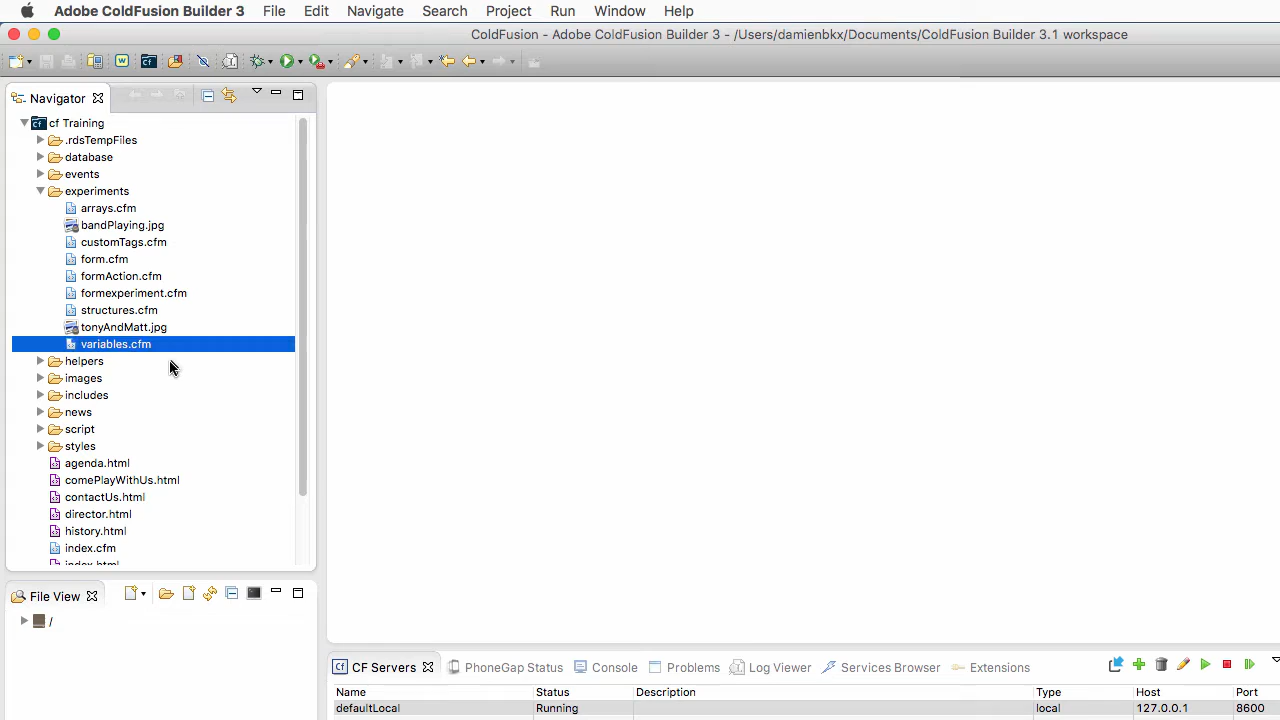 Adobe ColdFusion Builder 3 File Edit Navigate Search Project Run Window Help
ColdFusion - Adobe ColdFusion Builder 3 - /Users/damienbkx/Documents/ColdFusion Builder 3.1 workspace
Navigator
cf Training
.rdsTempFiles
database
events
experiments
arrays.cfm
bandPlaying.jpg
customTags.cfm
form.cfm
formAction.cfm
formexperiment.cfm
structures.cfm
tonyAndMatt.jpg
variables.cfm
helpers
images
includes
news
script
styles
agenda.html
comePlayWithUs.html
contactUs.html
director.html
history.html
index.cfm
index.html
File View
/
CF Servers PhoneGap Status Console Problems Log Viewer Services Browser Extensions
Name Status Description Type Host Port
defaultLocal Running local 127.0.0.1 8600